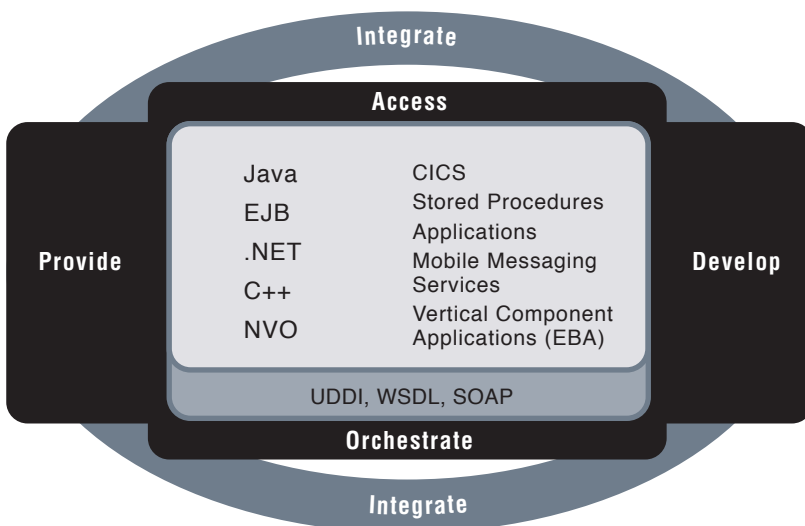 Integrate
Access
Provide
Java
EJB
.NET
C++
NVO
CICS
Stored Procedures
Applications
Mobile Messaging
Services
Vertical Component
Applications (EBA)
Develop
UDDI, WSDL, SOAP
Orchestrate
Integrate